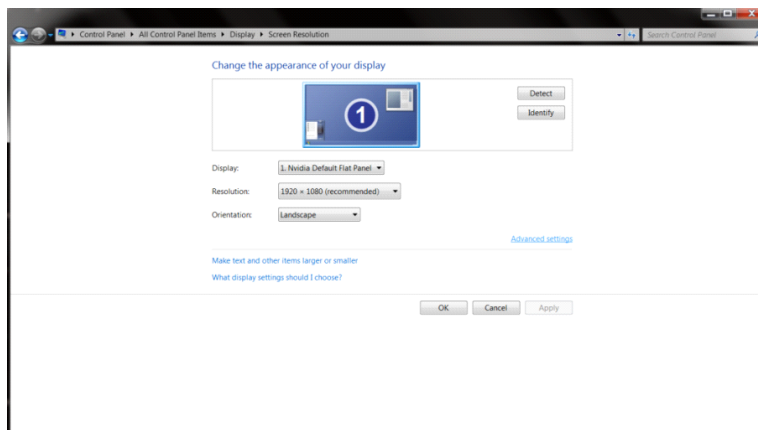 Control Panel ▸ All Control Panel Items ▸ Display ▸ Screen Resolution
Search Control Panel
Change the appearance of your display
1
Detect
Identify
Display: 1. Nvidia Default Flat Panel
Resolution: 1920 × 1080 (recommended)
Orientation: Landscape
Advanced settings
Make text and other items larger or smaller
What display settings should I choose?
OK Cancel Apply